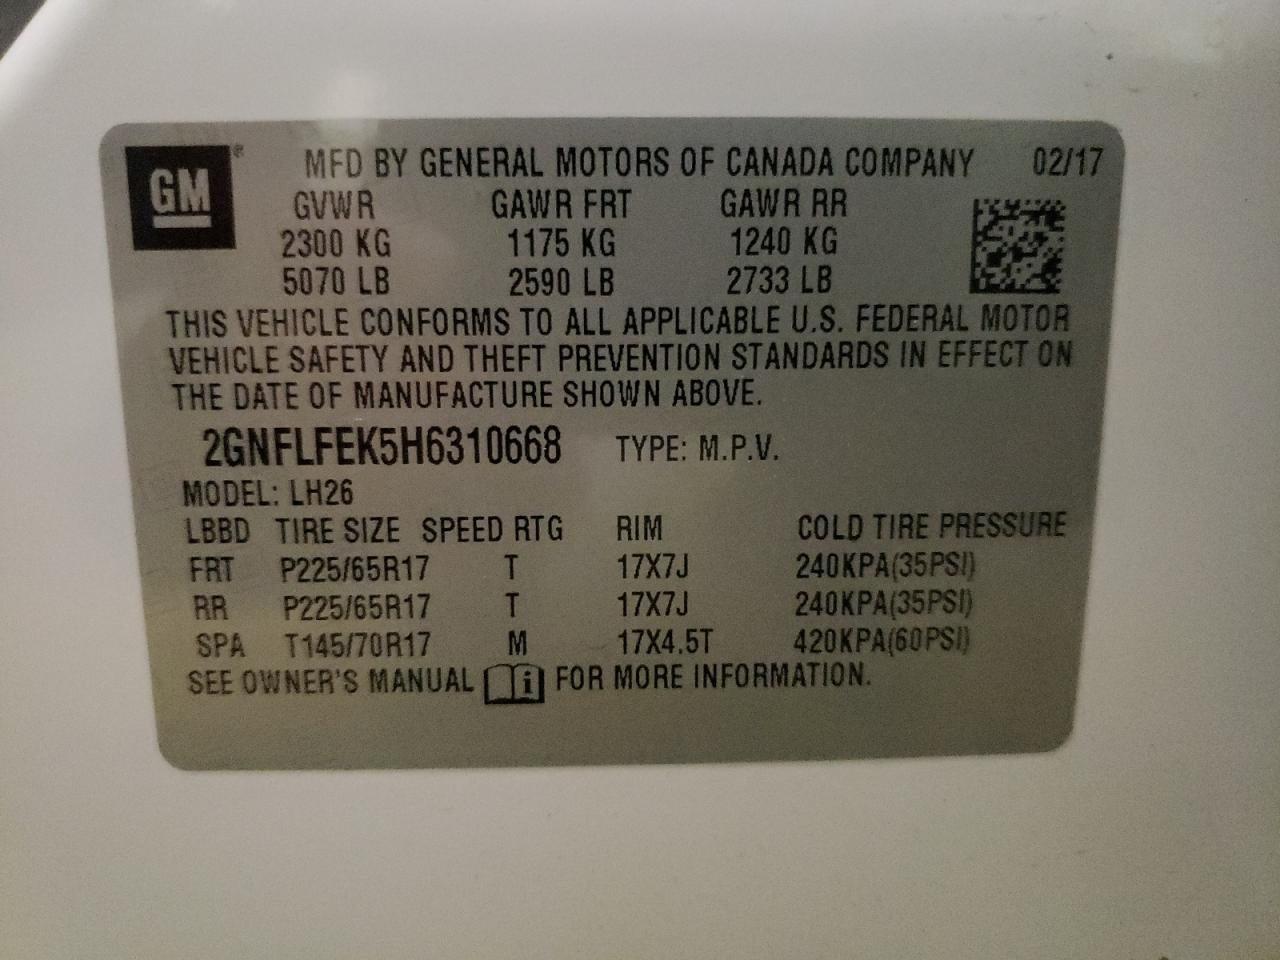 GM® MFD BY GENERAL MOTORS OF CANADA COMPANY 02/17
GVWR GAWR FRT GAWR RR
2300 KG 1175 KG 1240 KG
5070 LB 2590 LB 2733 LB
THIS VEHICLE CONFORMS TO ALL APPLICABLE U.S. FEDERAL MOTOR
VEHICLE SAFETY AND THEFT PREVENTION STANDARDS IN EFFECT ON
THE DATE OF MANUFACTURE SHOWN ABOVE.
2GNFLFEK5H6310668 TYPE: M.P.V.
MODEL: LH26
LBBD TIRE SIZE SPEED RTG RIM COLD TIRE PRESSURE
FRT P225/65R17 T 17X7J 240KPA(35PSI)
RR P225/65R17 T 17X7J 240KPA(35PSI)
SPA T145/70R17 M 17X4.5T 420KPA(60PSI)
SEE OWNER'S MANUAL i FOR MORE INFORMATION.